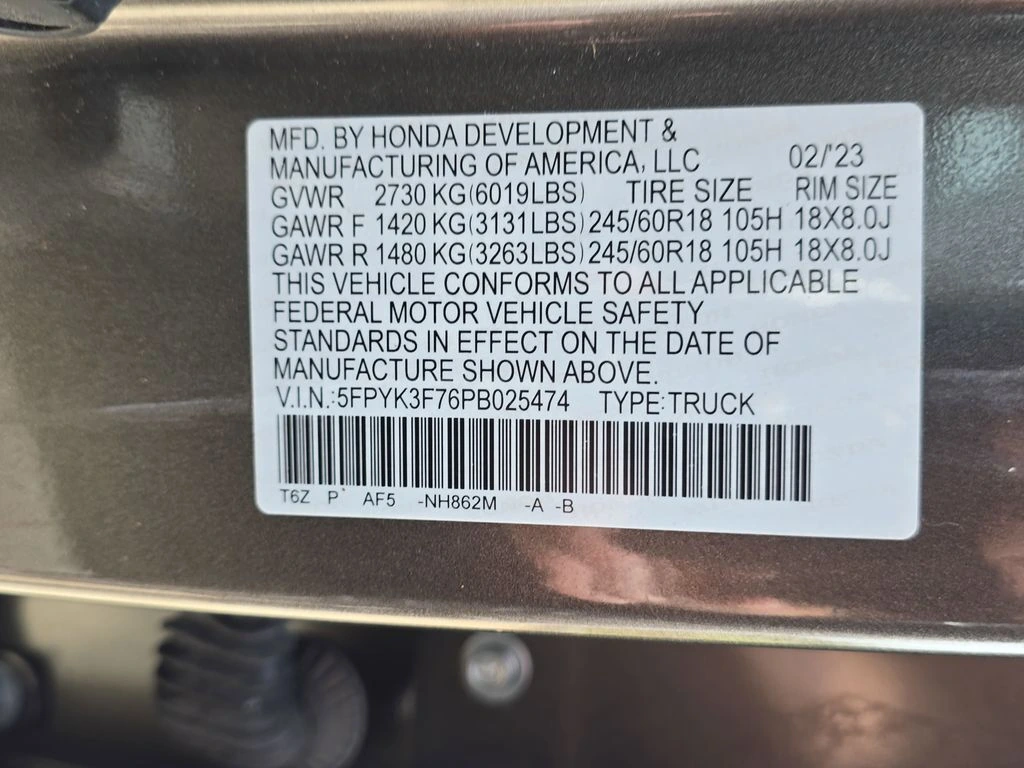 MFD. BY HONDA DEVELOPMENT &
MANUFACTURING OF AMERICA, LLC 02/'23
GVWR 2730 KG(6019LBS) TIRE SIZE RIM SIZE
GAWR F 1420 KG(3131LBS) 245/60R18 105H 18X8.0J
GAWR R 1480 KG(3263LBS) 245/60R18 105H 18X8.0J
THIS VEHICLE CONFORMS TO ALL APPLICABLE
FEDERAL MOTOR VEHICLE SAFETY
STANDARDS IN EFFECT ON THE DATE OF
MANUFACTURE SHOWN ABOVE.
V.I.N.:5FPYK3F76PB025474 TYPE:TRUCK
T6Z P AF5 -NH862M -A -B